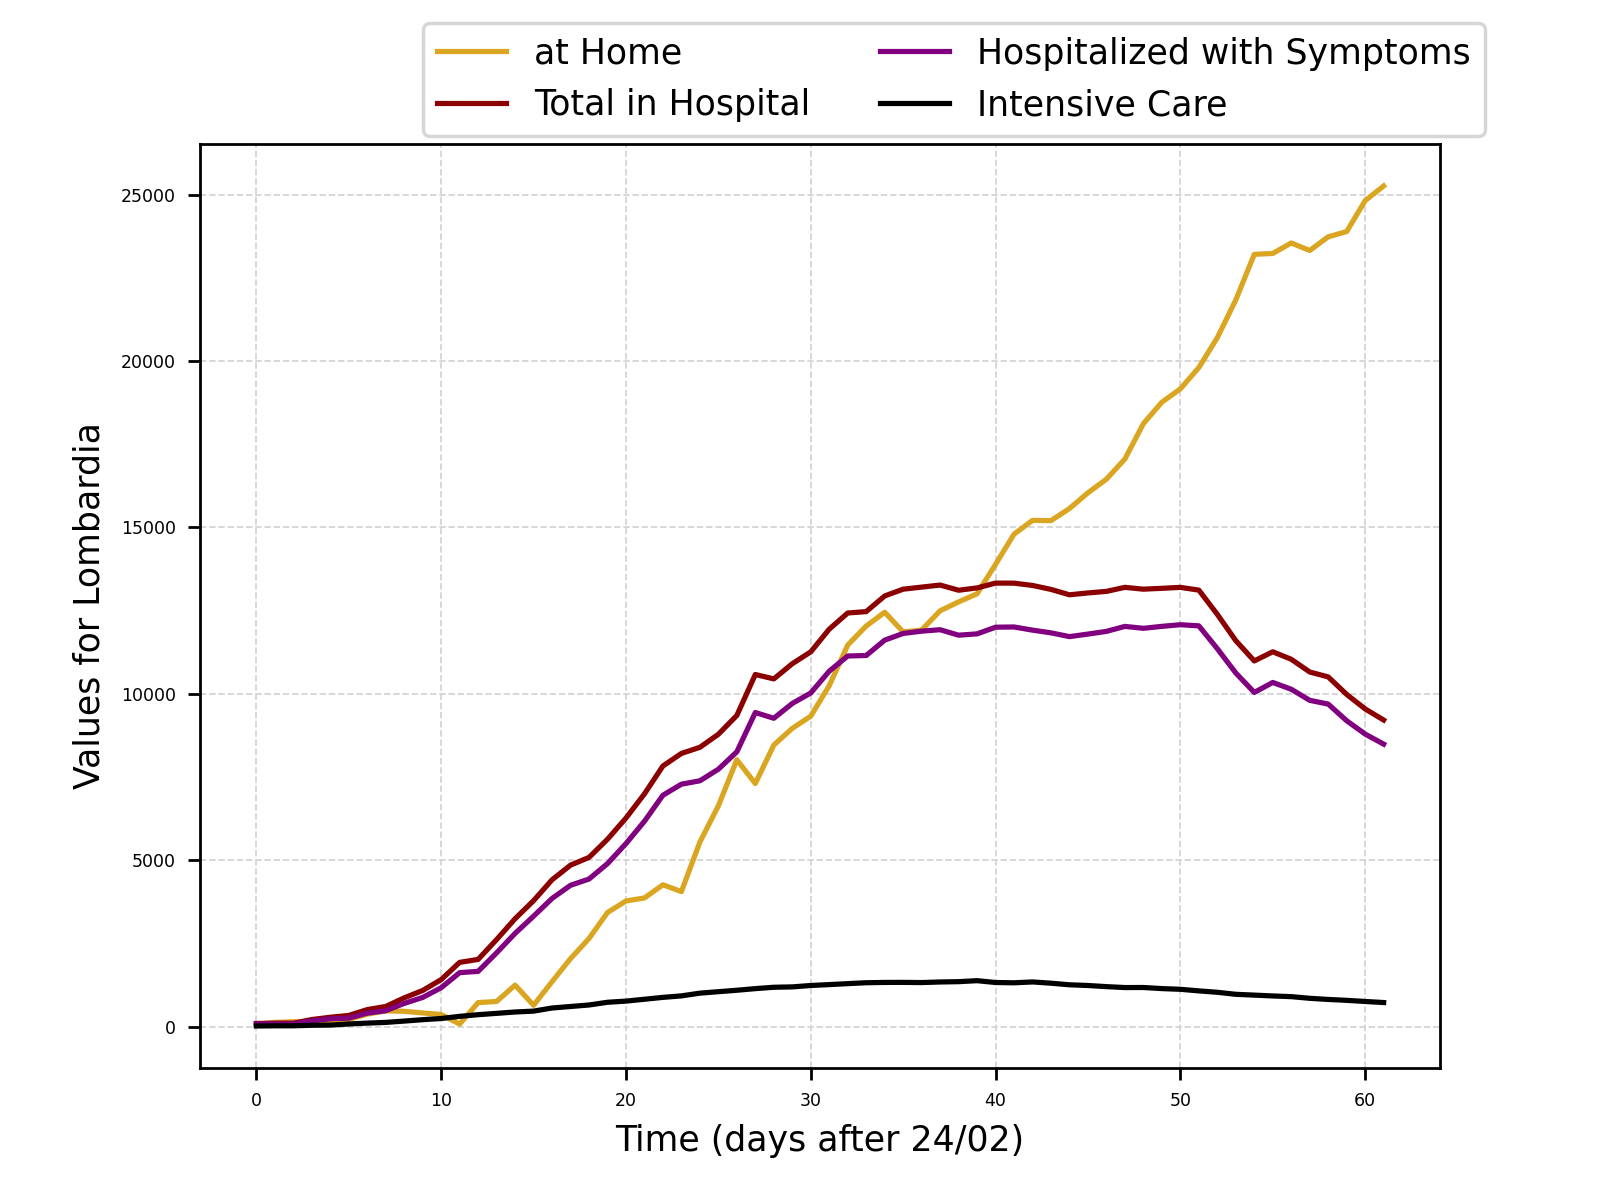 at Home
Total in Hospital
Hospitalized with Symptoms
Intensive Care
25000
20000
15000
10000
5000
0
Values for Lombardia
0 10 20 30 40 50 60
Time (days after 24/02)